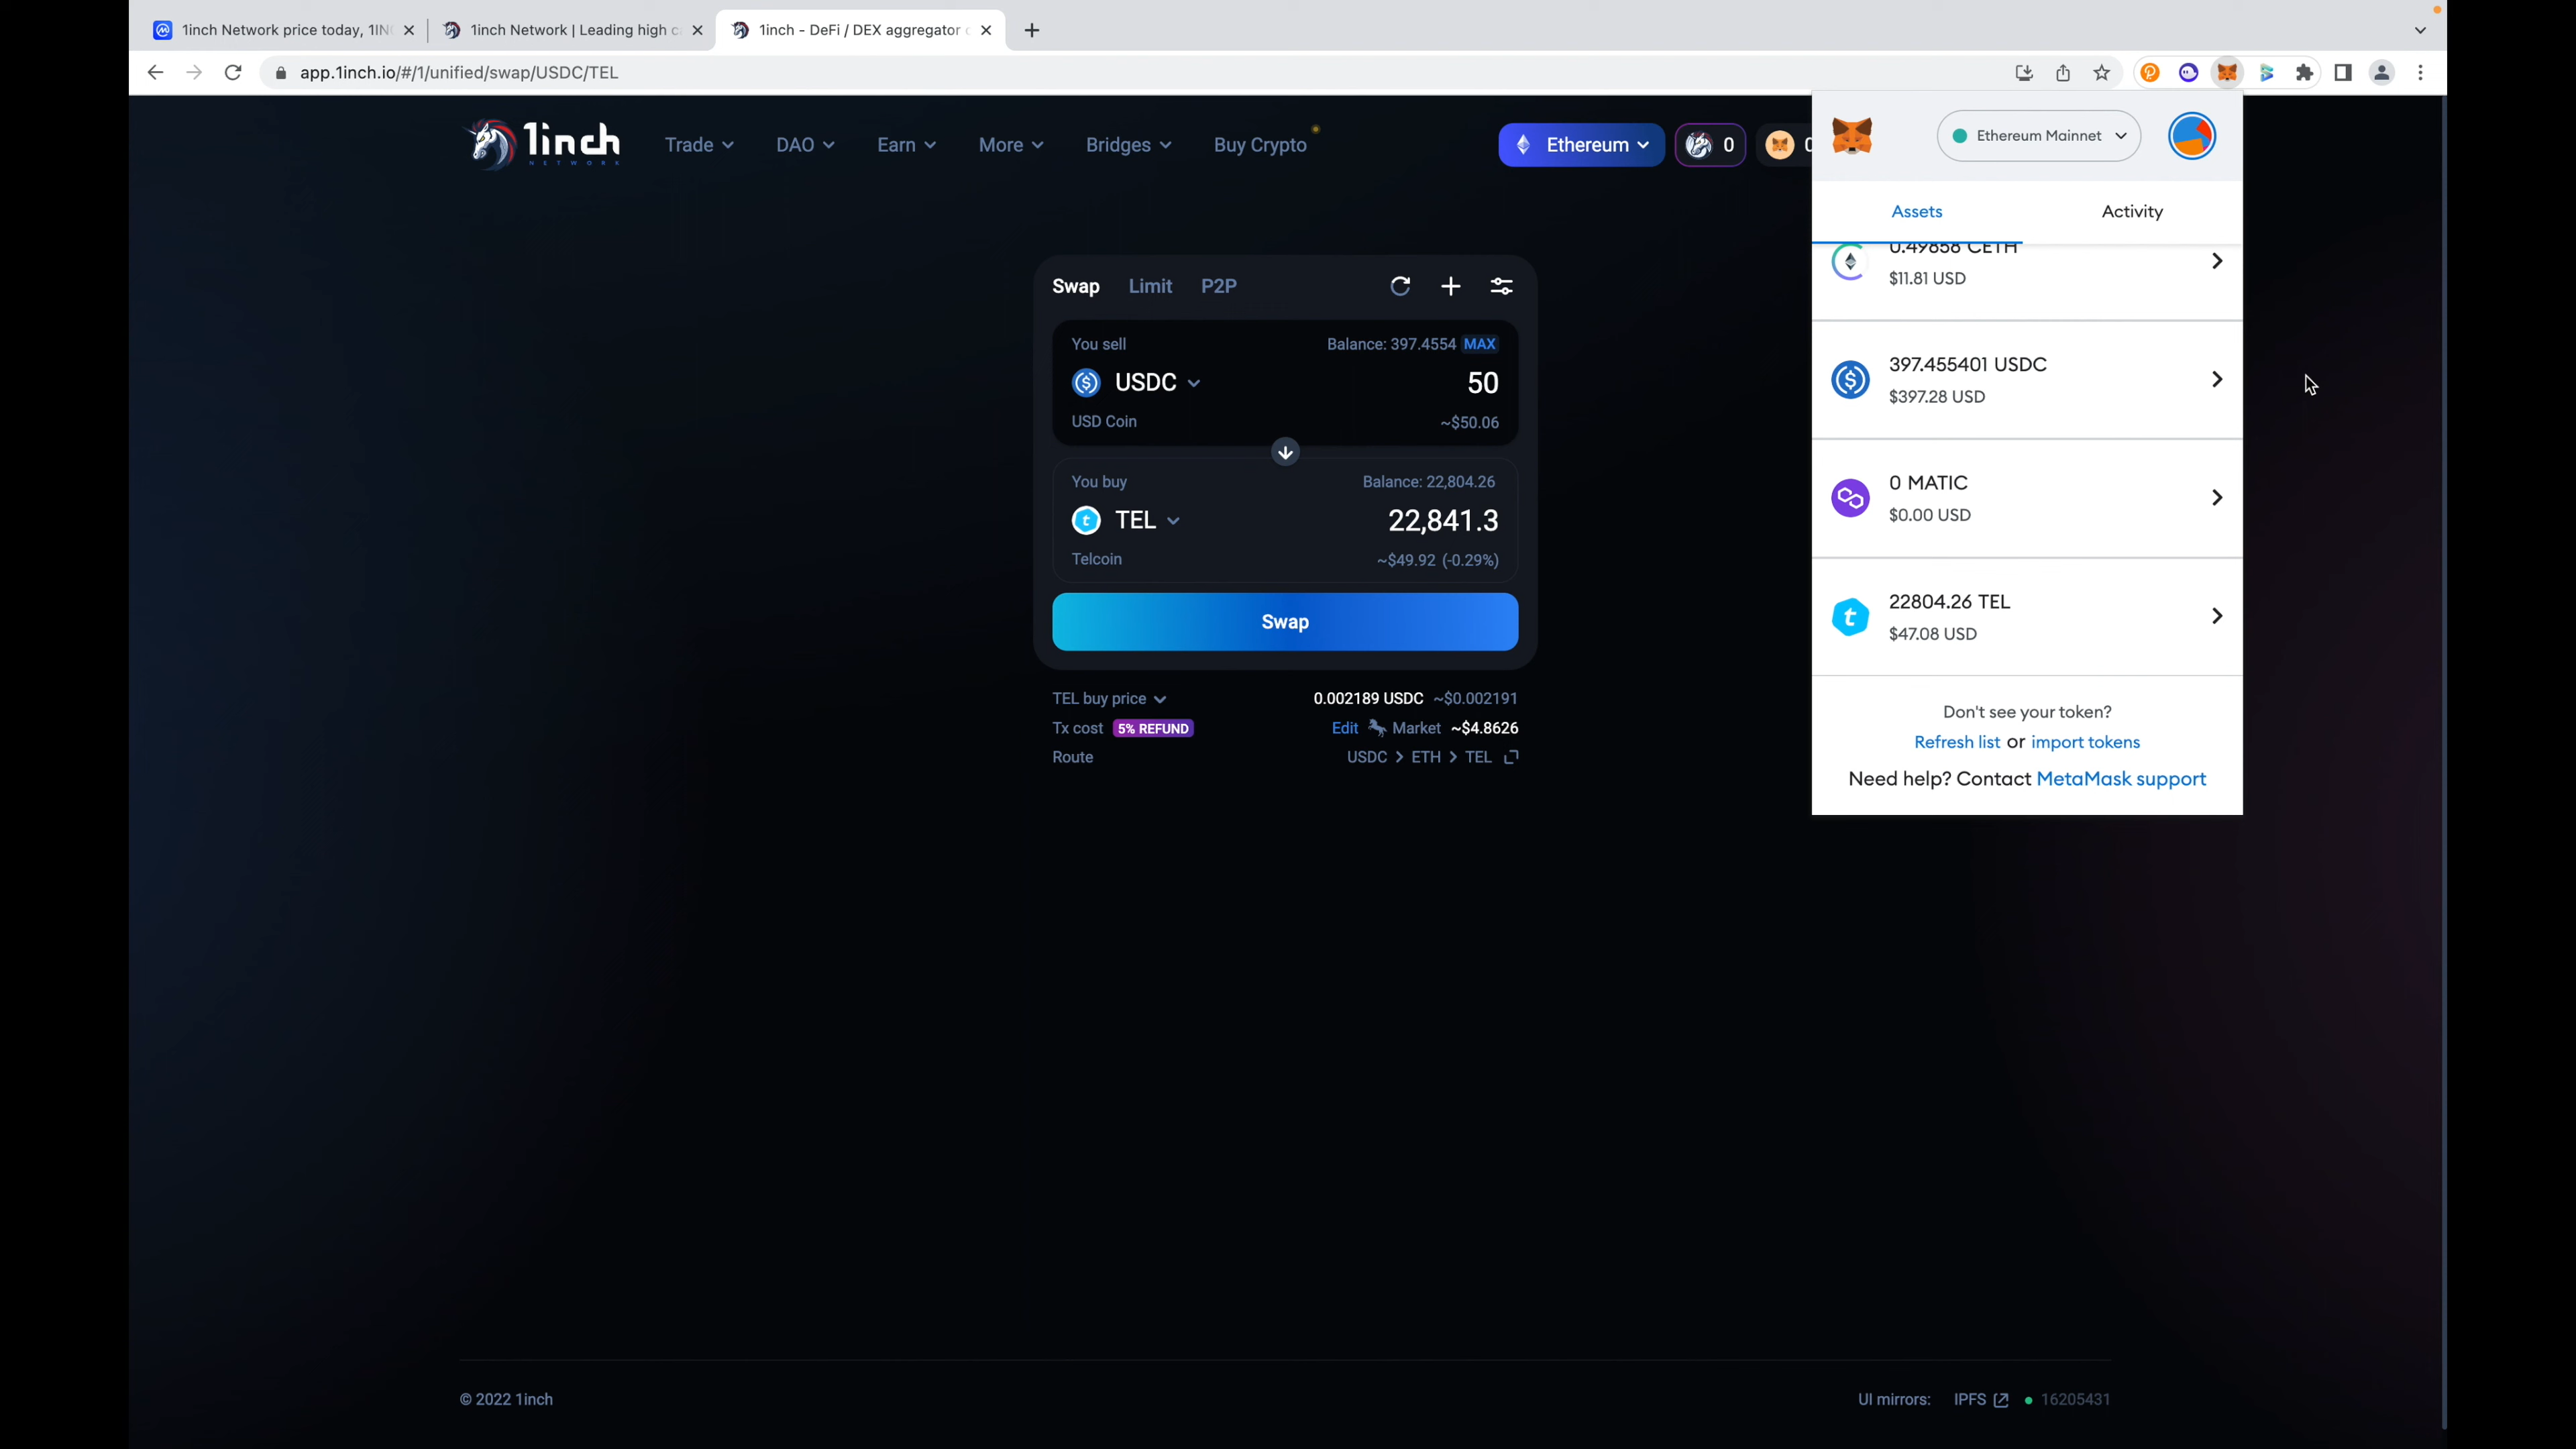 1inch Network price today, 1IN
1inch Network | Leading high c
1inch - DeFi / DEX aggregator
app.1inch.io/#/1/unified/swap/USDC/TEL
1inch
NETWORK
Trade
DAO
Earn
More
Bridges
Buy Crypto
Ethereum
0
Ethereum Mainnet
Assets
Activity
0.49858 CETH
$11.81 USD
397.455401 USDC
$397.28 USD
0 MATIC
$0.00 USD
22804.26 TEL
$47.08 USD
Don't see your token?
Refresh list or import tokens
Need help? Contact MetaMask support
Swap
Limit
P2P
You sell
Balance: 397.4554 MAX
USDC
50
USD Coin
~$50.06
You buy
Balance: 22,804.26
TEL
22,841.3
Telcoin
~$49.92 (-0.29%)
Swap
TEL buy price
0.002189 USDC ~$0.002191
Tx cost 5% REFUND
Edit Market ~$4.8626
Route
USDC > ETH > TEL
© 2022 1inch
UI mirrors:
IPFS
16205431